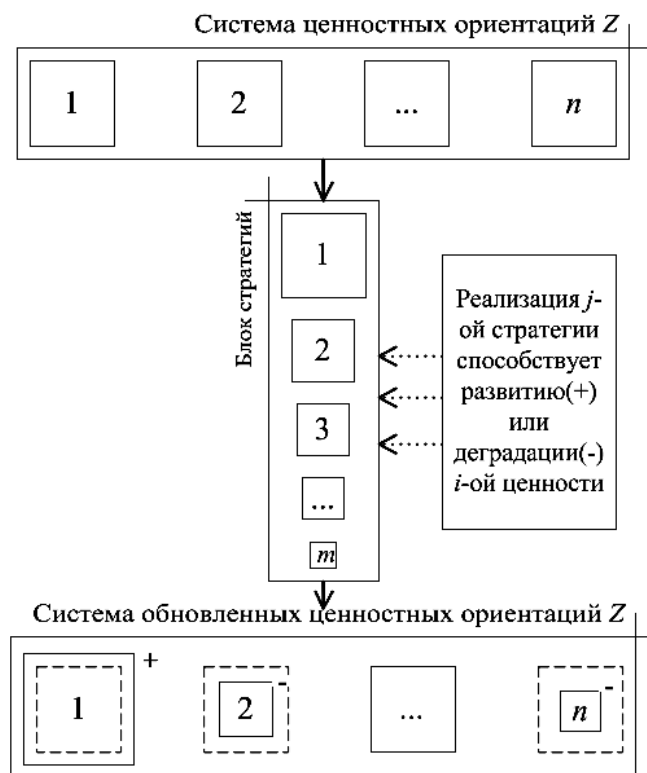 Система ценностных ориентаций Z
1 2 ... n
Блок стратегий
1
2
3
...
m
Реализация j-
ой стратегии
способствует
развитию(+)
или
деградации(-)
i-ой ценности
Система обновленных ценностных ориентаций Z
1 + 2 - ... n -